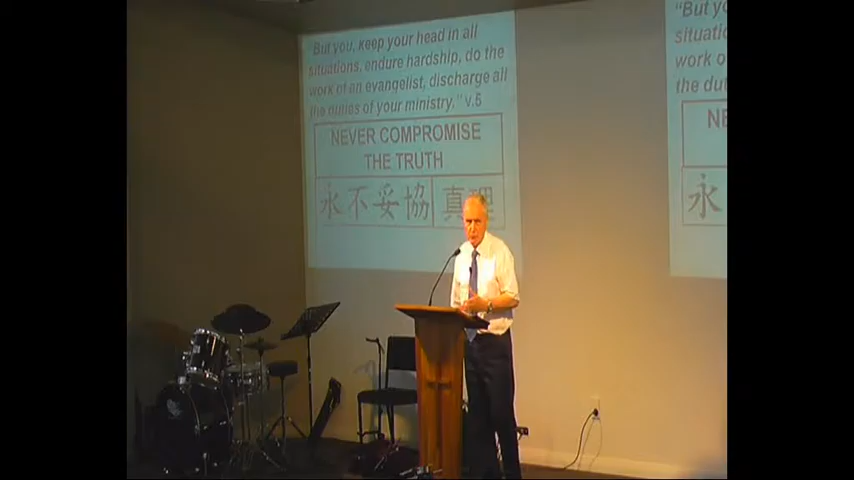 "But you, keep your head in all
situations, endure hardship, do the
work of an evangelist, discharge all
the duties of your ministry." v.5
NEVER COMPROMISE
THE TRUTH
永不妥協 真理
"But yo
situatio
work o
the dut
NE
永